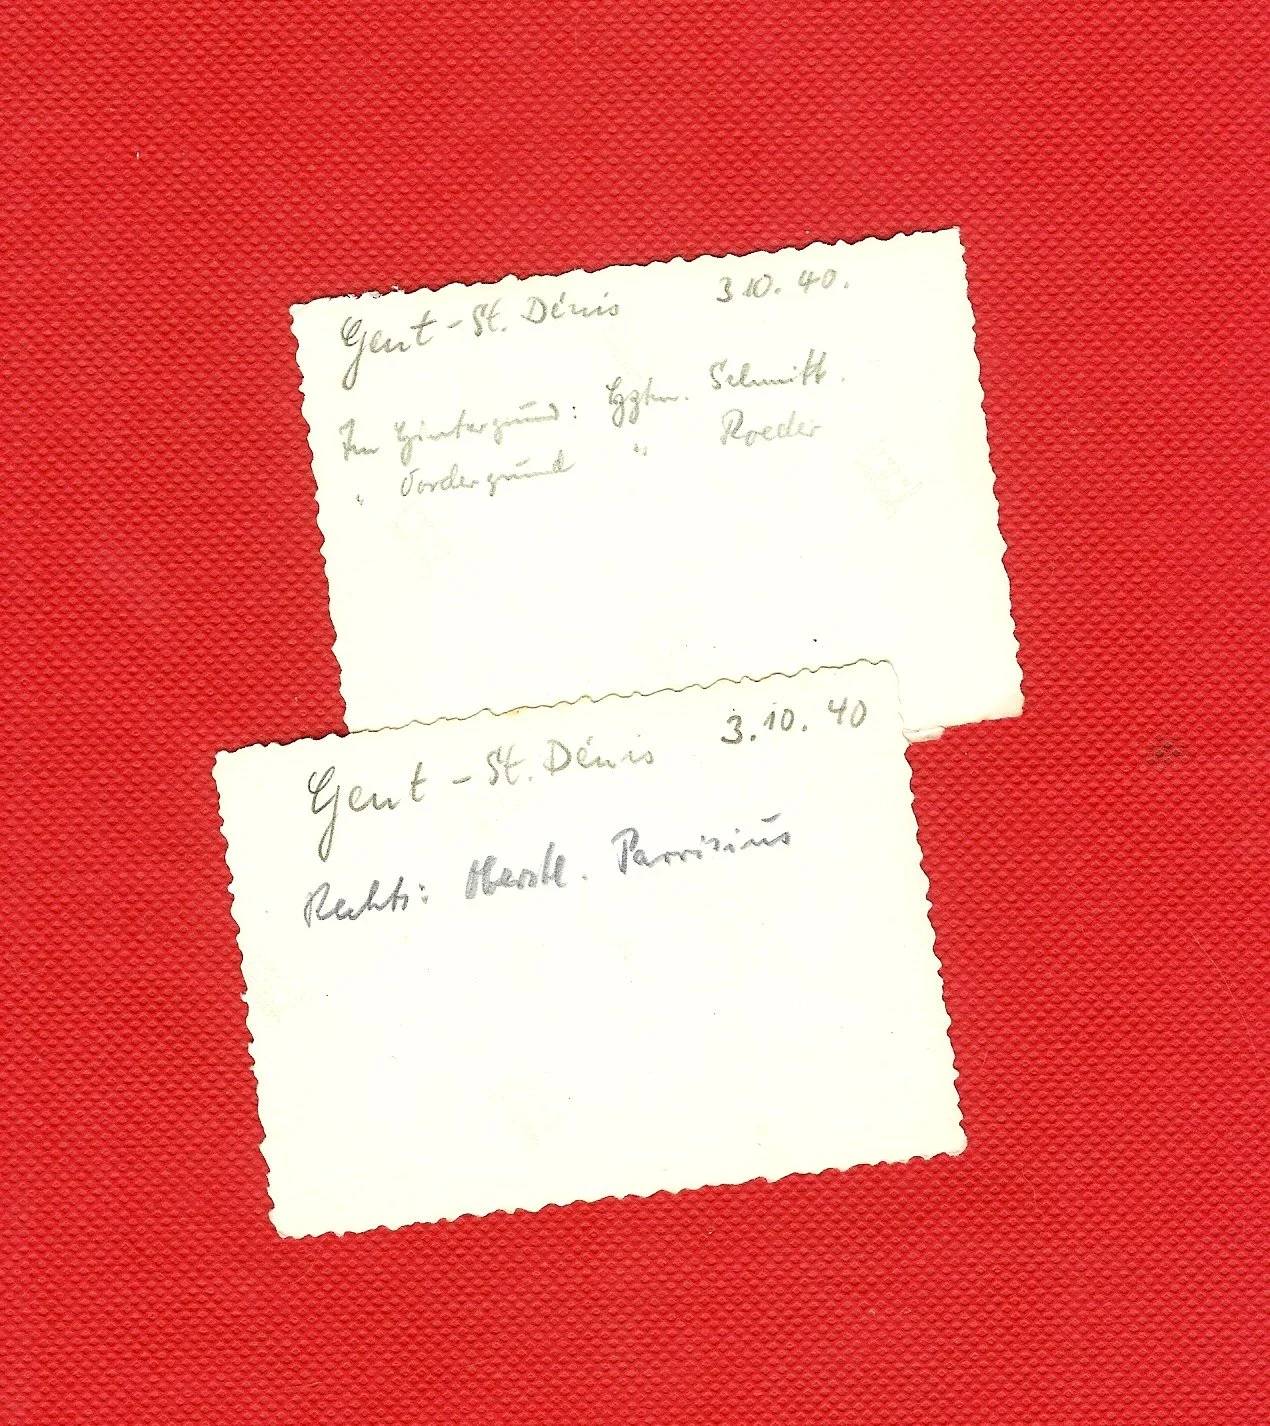 Gent – St. Dénis 3.10.40.
Im Hintergrund: Hptm. Schmitt.
" Vordergrund " Roeder
Gent – St. Dénis 3.10.40
Rechts: Oberstl. Parrisius